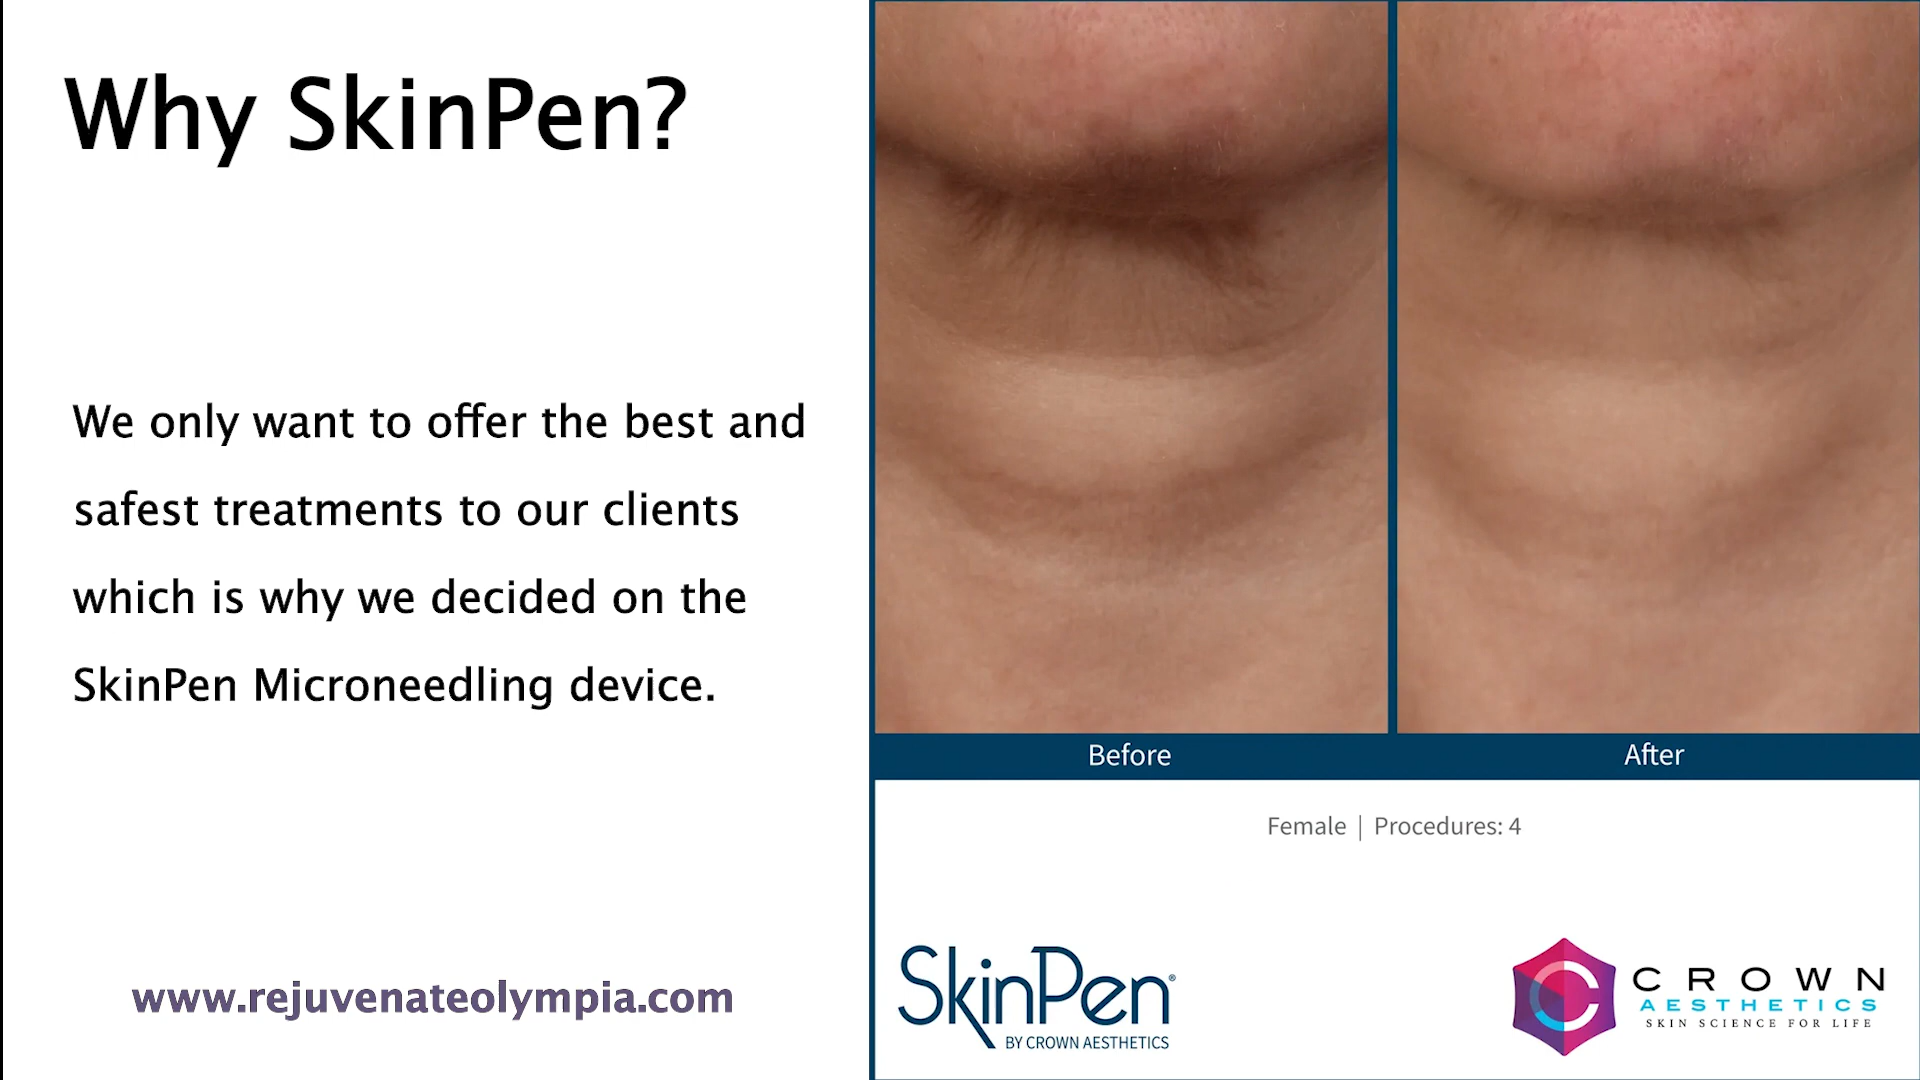 Why SkinPen?
We only want to offer the best and
safest treatments to our clients
which is why we decided on the
SkinPen Microneedling device.
www.rejuvenateolympia.com
Before
After
Female | Procedures: 4
SkinPen®
BY CROWN AESTHETICS
CROWN
AESTHETICS
SKIN SCIENCE FOR LIFE